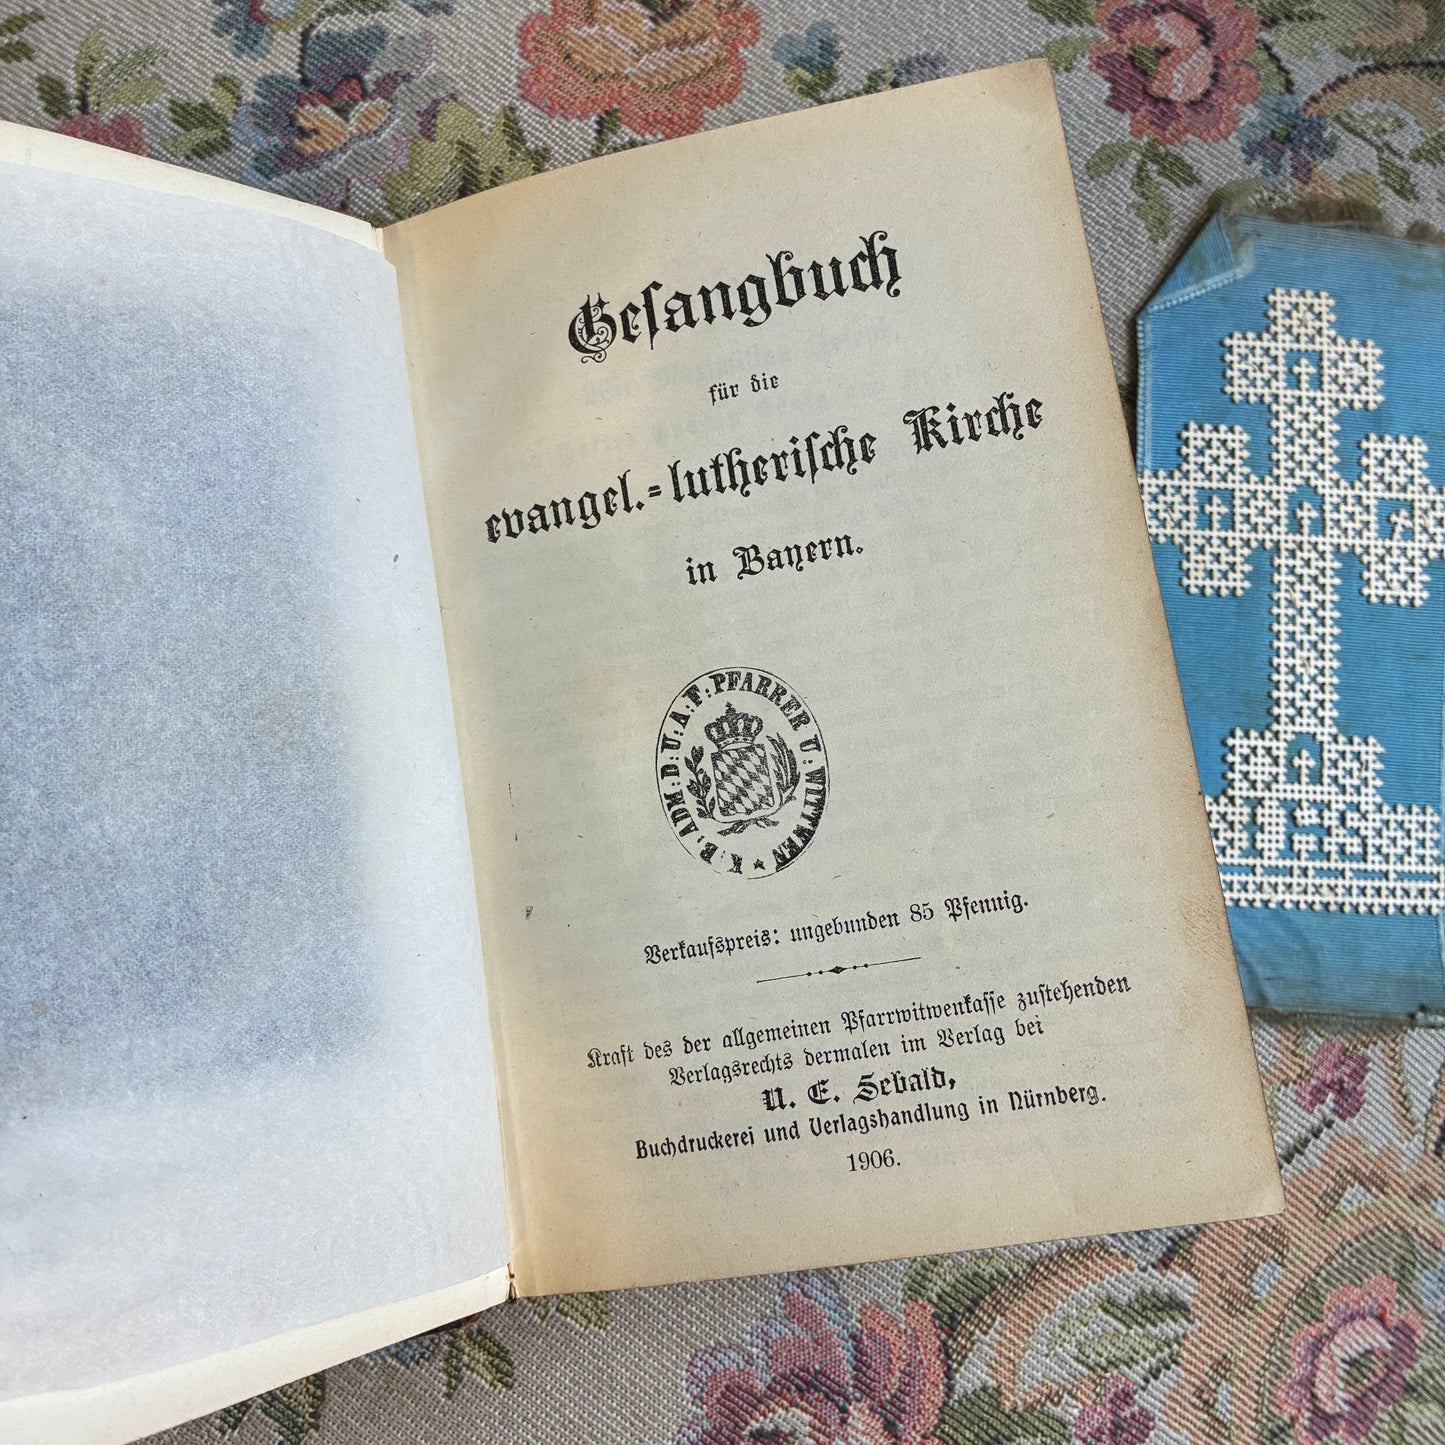 Gesangbuch
für die
evangel.=lutherische Kirche
in Bayern.
K: B: ADM: D: U: A: F: PFARRER U: WITTWEN
Verkaufspreis: ungebunden 85 Pfennig.
Kraft des der allgemeinen Pfarrwitwenkasse zustehenden
Verlagsrechts dermalen im Verlag bei
U. E. Sebald,
Buchdruckerei und Verlagshandlung in Nürnberg.
1906.